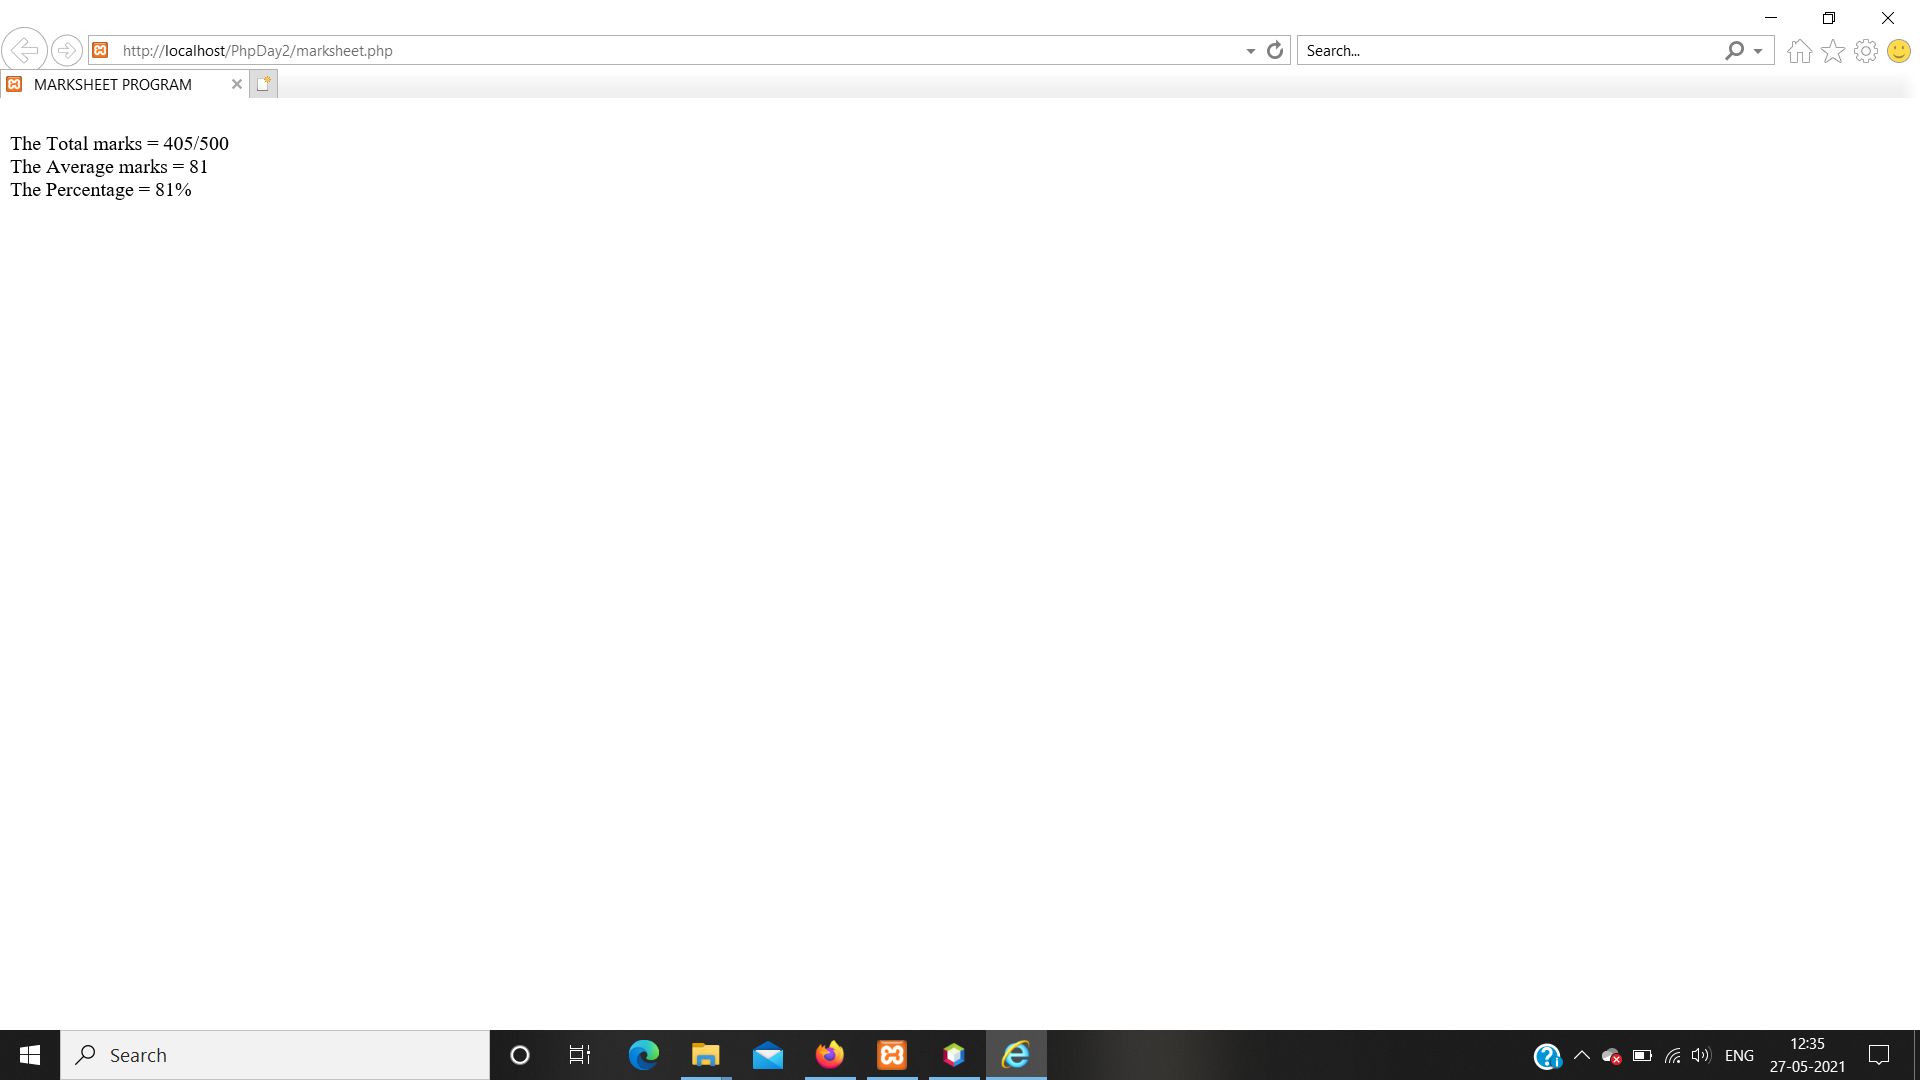 http://localhost/PhpDay2/marksheet.php
Search...
MARKSHEET PROGRAM
The Total marks = 405/500
The Average marks = 81
The Percentage = 81%
Search
ENG
12:35
27-05-2021